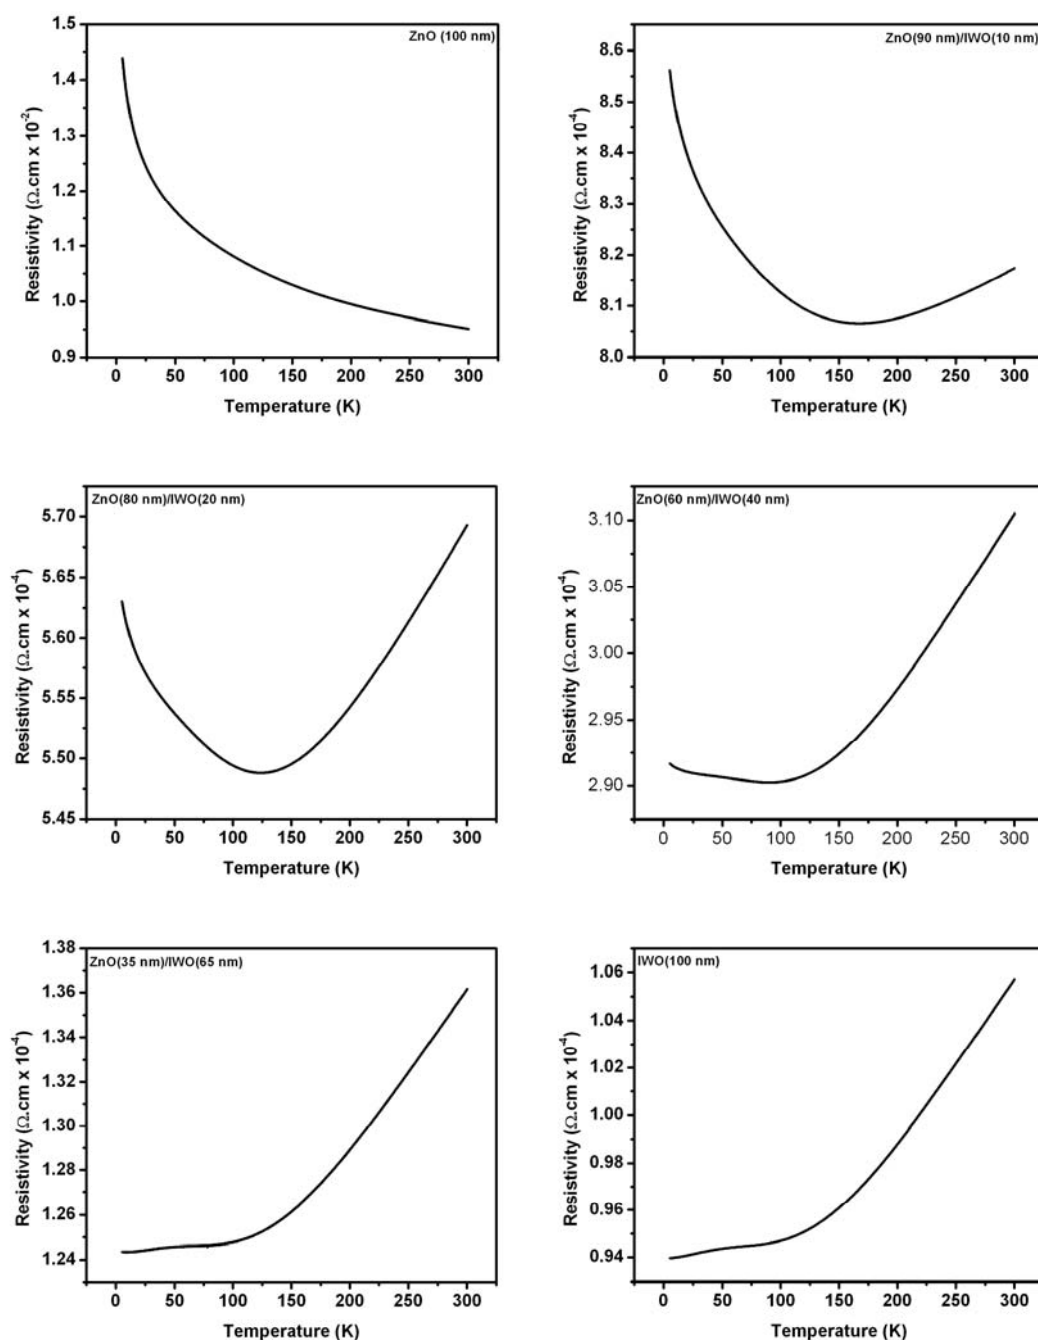 ZnO (100 nm)
1.5
1.4
1.3
1.2
1.1
1.0
0.9
Resistivity (Ω.cm x 10⁻²)
0 50 100 150 200 250 300
Temperature (K)
ZnO(90 nm)/IWO(10 nm)
8.6
8.5
8.4
8.3
8.2
8.1
8.0
Resistivity (Ω.cm x 10⁻⁴)
0 50 100 150 200 250 300
Temperature (K)
ZnO(80 nm)/IWO(20 nm)
5.70
5.65
5.60
5.55
5.50
5.45
Resistivity (Ω.cm x 10⁻⁴)
0 50 100 150 200 250 300
Temperature (K)
ZnO(60 nm)/IWO(40 nm)
3.10
3.05
3.00
2.95
2.90
Resistivity (Ω.cm x 10⁻⁴)
0 50 100 150 200 250 300
Temperature (K)
ZnO(35 nm)/IWO(65 nm)
1.38
1.36
1.34
1.32
1.30
1.28
1.26
1.24
Resistivity (Ω.cm x 10⁻⁴)
0 50 100 150 200 250 300
Temperature (K)
IWO(100 nm)
1.06
1.04
1.02
1.00
0.98
0.96
0.94
Resistivity (Ω.cm x 10⁻⁴)
0 50 100 150 200 250 300
Temperature (K)